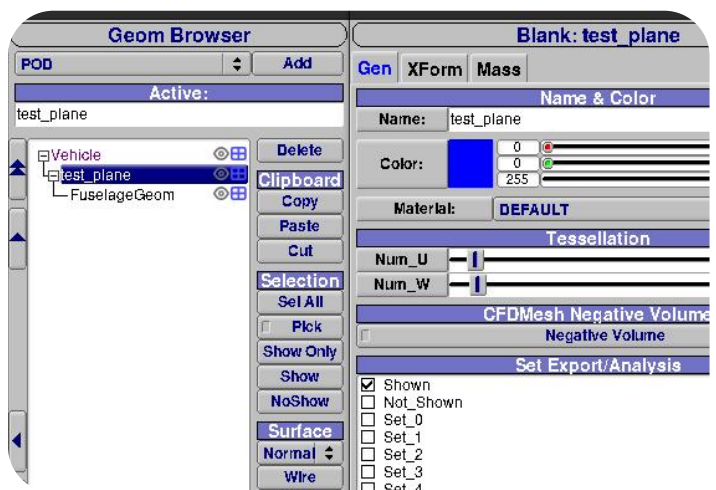 Geom Browser
POD
Add
Active:
test_plane
Vehicle
test_plane
FuselageGeom
Delete
Clipboard
Copy
Paste
Cut
Selection
Sel All
Pick
Show Only
Show
NoShow
Surface
Normal
Wire
Blank: test_plane
Gen XForm Mass
Name & Color
Name: test_plane
Color:
0
0
255
Material: DEFAULT
Tessellation
Num_U
Num_W
CFDMesh Negative Volume
Negative Volume
Set Export/Analysis
Shown
Not_Shown
Set_0
Set_1
Set_2
Set_3
Set_4